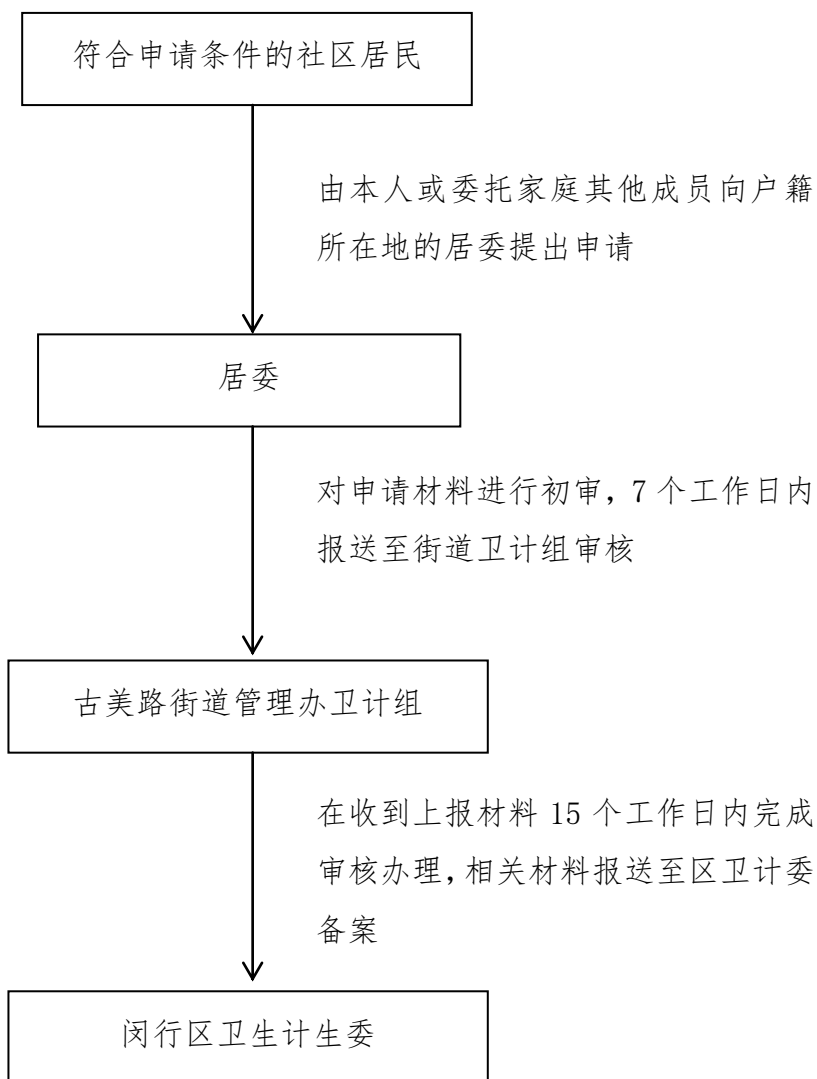 符合申请条件的社区居民
由本人或委托家庭其他成员向户籍
所在地的居委提出申请
居委
对申请材料进行初审，7个工作日内
报送至街道卫计组审核
古美路街道管理办卫计组
在收到上报材料 15 个工作日内完成
审核办理，相关材料报送至区卫计委
备案
闵行区卫生计生委